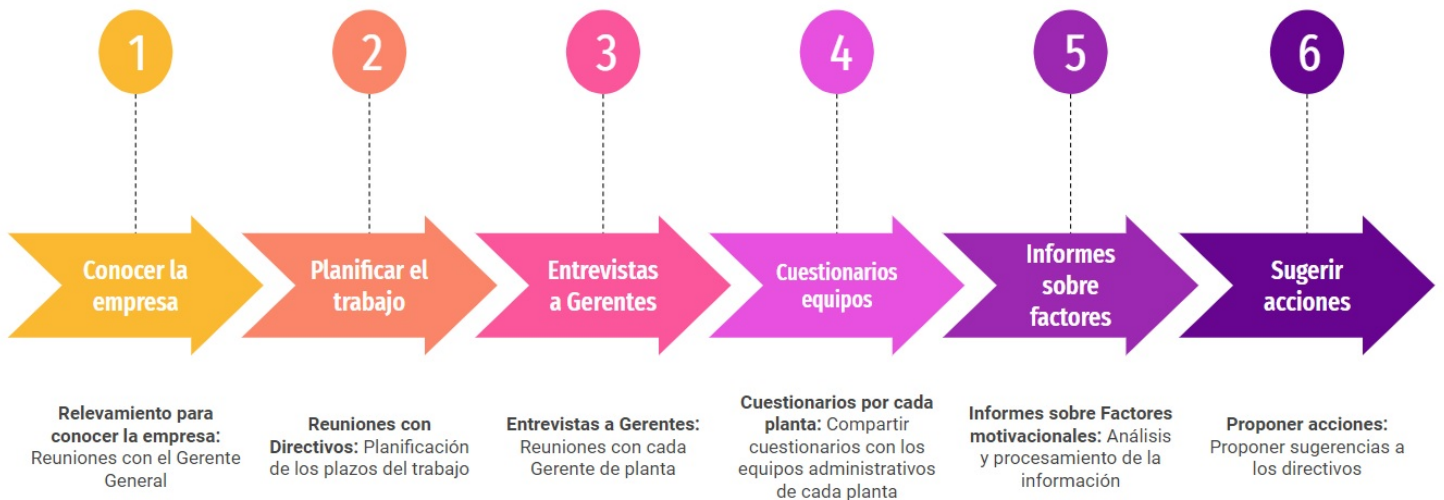 1
2
3
4
5
6
Conocer la
empresa
Planificar el
trabajo
Entrevistas
a Gerentes
Cuestionarios
equipos
Informes
sobre
factores
Sugerir
acciones
Relevamiento para
conocer la empresa:
Reuniones con el Gerente
General
Reuniones con
Directivos: Planificación
de los plazos del trabajo
Entrevistas a Gerentes:
Reuniones con cada
Gerente de planta
Cuestionarios por cada
planta: Compartir
cuestionarios con los
equipos administrativos
de cada planta
Informes sobre Factores
motivacionales: Análisis
y procesamiento de la
información
Proponer acciones:
Proponer sugerencias a
los directivos